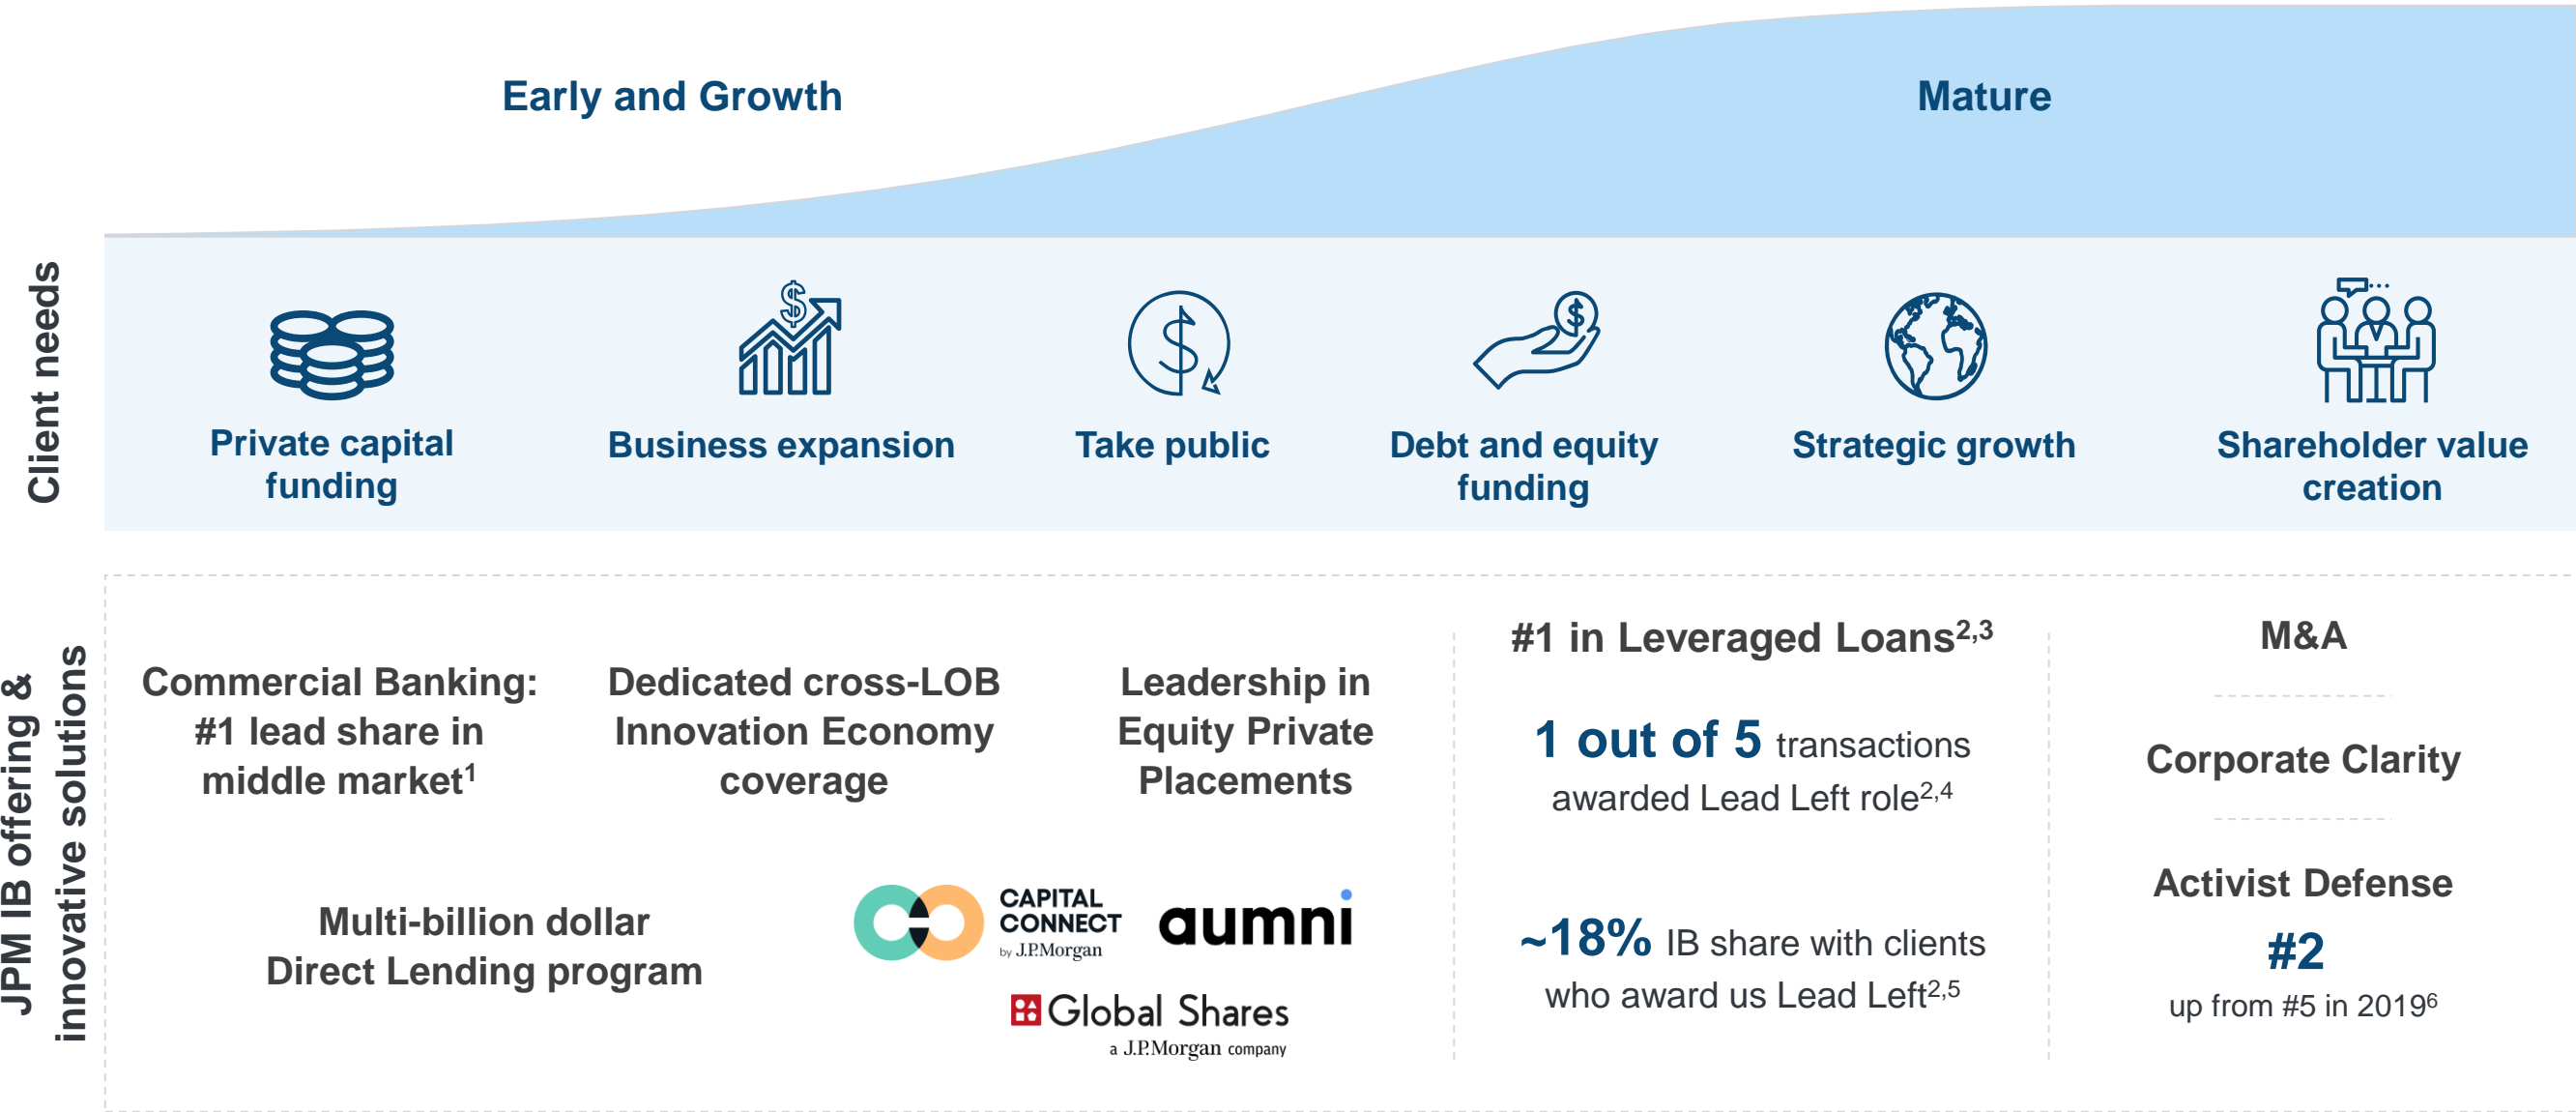 Early and Growth
Mature
Client needs
Private capital
funding
Business expansion
Take public
Debt and equity
funding
Strategic growth
Shareholder value
creation
JPM IB offering &
innovative solutions
Commercial Banking:
#1 lead share in
middle market1
Dedicated cross-LOB
Innovation Economy
coverage
Leadership in
Equity Private
Placements
Multi-billion dollar
Direct Lending program
CAPITAL
CONNECT
by J.P.Morgan
aumni
Global Shares
a J.P.Morgan company
#1 in Leveraged Loans2,3
1 out of 5 transactions
awarded Lead Left role2,4
~18% IB share with clients
who award us Lead Left2,5
M&A
Corporate Clarity
Activist Defense
#2
up from #5 in 20196